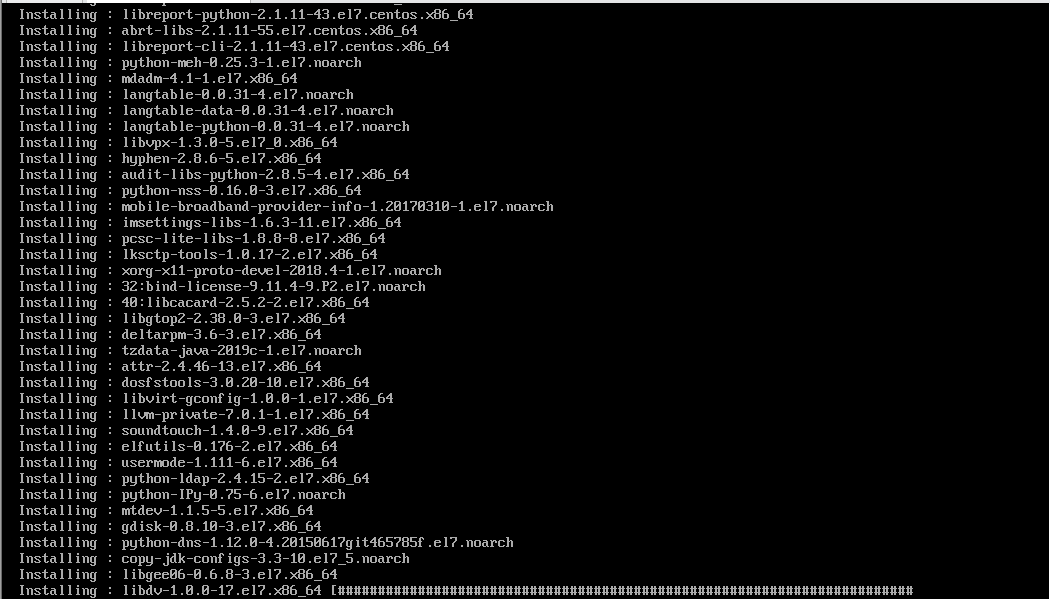 Installing : libreport-python-2.1.11-43.el7.centos.x86_64
Installing : abrt-libs-2.1.11-55.el7.centos.x86_64
Installing : libreport-cli-2.1.11-43.el7.centos.x86_64
Installing : python-meh-0.25.3-1.el7.noarch
Installing : mdadm-4.1-1.el7.x86_64
Installing : langtable-0.0.31-4.el7.noarch
Installing : langtable-data-0.0.31-4.el7.noarch
Installing : langtable-python-0.0.31-4.el7.noarch
Installing : libvpx-1.3.0-5.el7_0.x86_64
Installing : hyphen-2.8.6-5.el7.x86_64
Installing : audit-libs-python-2.8.5-4.el7.x86_64
Installing : python-nss-0.16.0-3.el7.x86_64
Installing : mobile-broadband-provider-info-1.20170310-1.el7.noarch
Installing : imsettings-libs-1.6.3-11.el7.x86_64
Installing : pcsc-lite-libs-1.8.8-8.el7.x86_64
Installing : lksctp-tools-1.0.17-2.el7.x86_64
Installing : xorg-x11-proto-devel-2018.4-1.el7.noarch
Installing : 32:bind-license-9.11.4-9.P2.el7.noarch
Installing : 40:libcacard-2.5.2-2.el7.x86_64
Installing : libgtop2-2.38.0-3.el7.x86_64
Installing : deltarpm-3.6-3.el7.x86_64
Installing : tzdata-java-2019c-1.el7.noarch
Installing : attr-2.4.46-13.el7.x86_64
Installing : dosfstools-3.0.20-10.el7.x86_64
Installing : libvirt-gconfig-1.0.0-1.el7.x86_64
Installing : llvm-private-7.0.1-1.el7.x86_64
Installing : soundtouch-1.4.0-9.el7.x86_64
Installing : elfutils-0.176-2.el7.x86_64
Installing : usermode-1.111-6.el7.x86_64
Installing : python-ldap-2.4.15-2.el7.x86_64
Installing : python-IPy-0.75-6.el7.noarch
Installing : mtdev-1.1.5-5.el7.x86_64
Installing : gdisk-0.8.10-3.el7.x86_64
Installing : python-dns-1.12.0-4.20150617git465785f.el7.noarch
Installing : copy-jdk-configs-3.3-10.el7_5.noarch
Installing : libgee06-0.6.8-3.el7.x86_64
Installing : libdv-1.0.0-17.el7.x86_64 [########################################################################